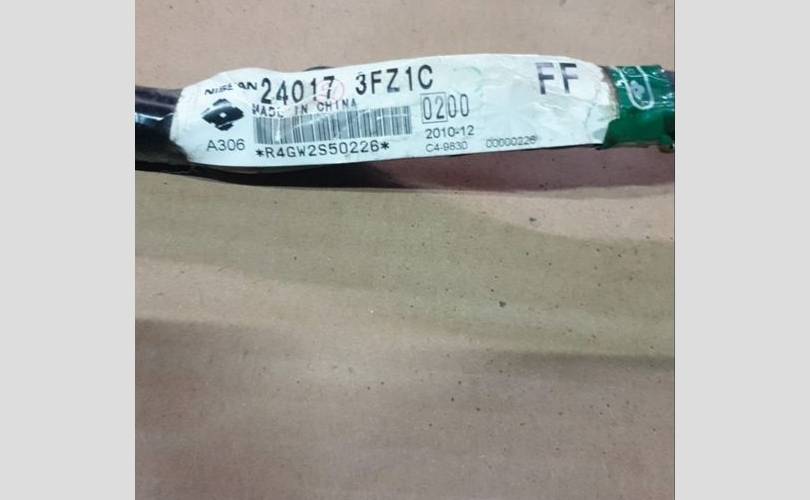 NISSAN 24017 3FZ1C FF
MADE IN CHINA 0200
A306 *R4GW2S50226* 2010-12
C4-9830 00000226